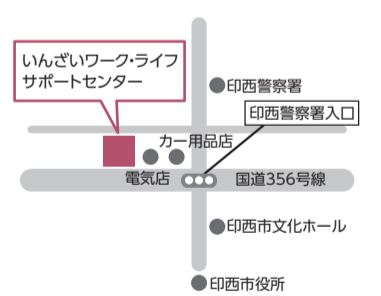 いんざいワーク・ライフ
サポートセンター
印西警察署
印西警察署入口
カー用品店
電気店
国道356号線
印西市文化ホール
印西市役所